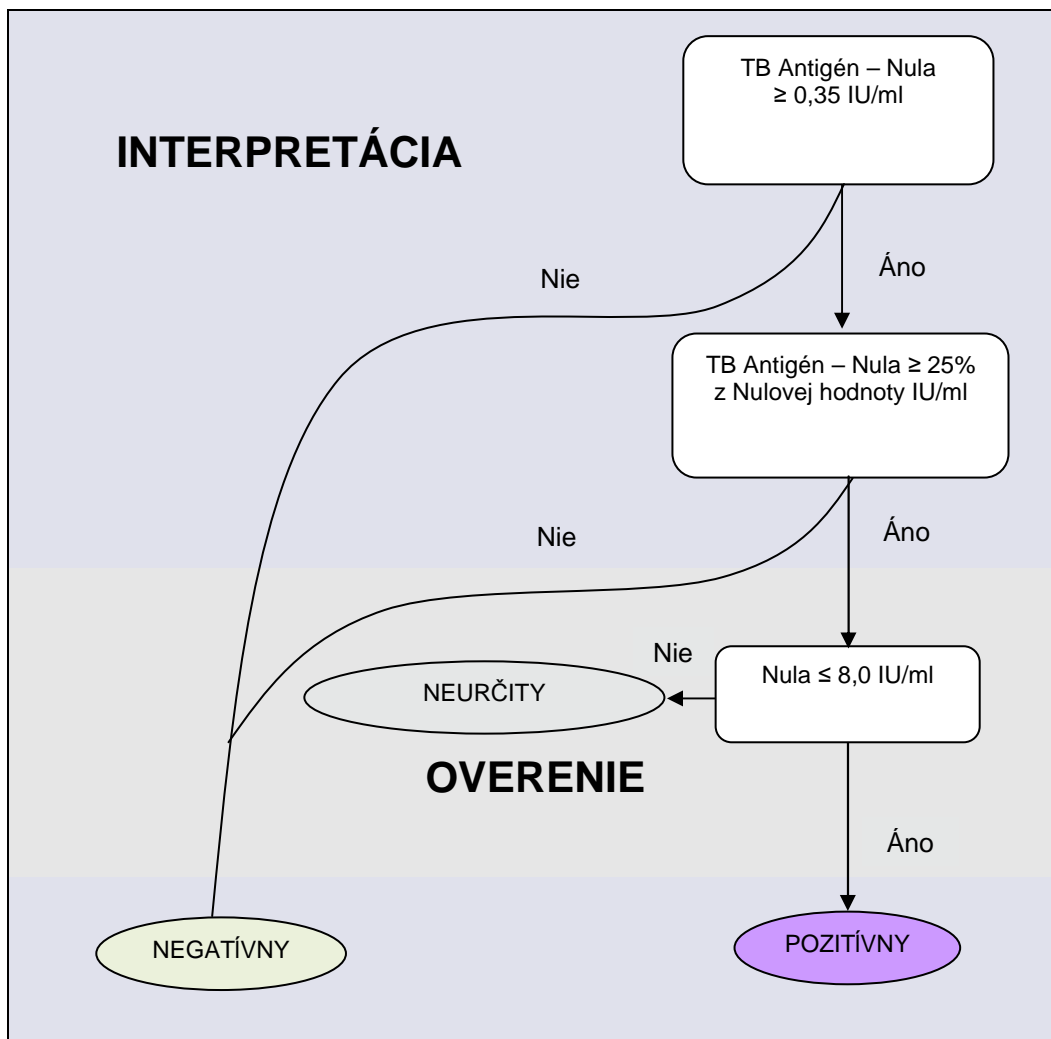 TB Antigén – Nula
≥ 0,35 IU/ml
INTERPRETÁCIA
Nie
Áno
TB Antigén – Nula ≥ 25%
z Nulovej hodnoty IU/ml
Nie
Áno
Nie
Nula ≤ 8,0 IU/ml
NEURČITY
OVERENIE
Áno
NEGATÍVNY
POZITÍVNY